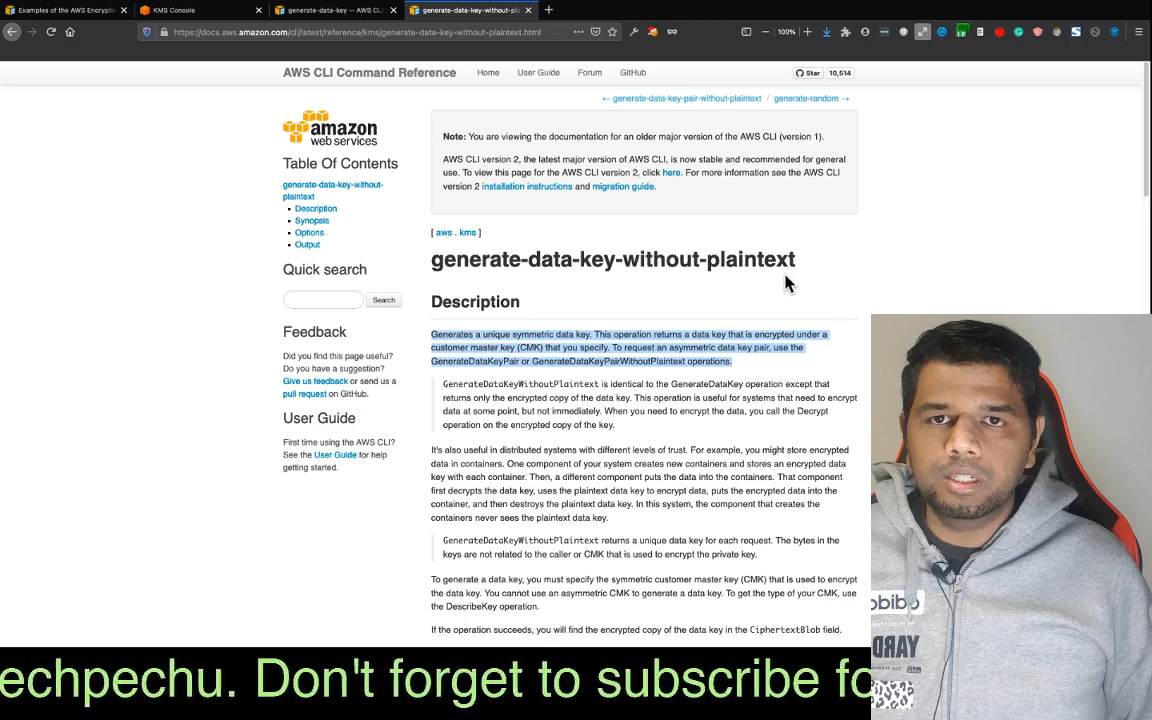 Examples of the AWS Encrypti
KMS Console
generate-data-key — AWS CLI
generate-data-key-without-pla
https://docs.aws.amazon.com/cli/latest/reference/kms/generate-data-key-without-plaintext.html
100%
AWS CLI Command Reference
Home
User Guide
Forum
GitHub
Star
10,514
← generate-data-key-pair-without-plaintext / generate-random →
amazon
web services
Table Of Contents
generate-data-key-without-
plaintext
Description
Synopsis
Options
Output
Quick search
Search
Feedback
Did you find this page useful?
Do you have a suggestion?
Give us feedback or send us a
pull request on GitHub.
User Guide
First time using the AWS CLI?
See the User Guide for help
getting started.
Note: You are viewing the documentation for an older major version of the AWS CLI (version 1).
AWS CLI version 2, the latest major version of AWS CLI, is now stable and recommended for general
use. To view this page for the AWS CLI version 2, click here. For more information see the AWS CLI
version 2 installation instructions and migration guide.
[ aws . kms ]
generate-data-key-without-plaintext
Description
Generates a unique symmetric data key. This operation returns a data key that is encrypted under a
customer master key (CMK) that you specify. To request an asymmetric data key pair, use the
GenerateDataKeyPair or GenerateDataKeyPairWithoutPlaintext operations.
GenerateDataKeyWithoutPlaintext is identical to the GenerateDataKey operation except that
returns only the encrypted copy of the data key. This operation is useful for systems that need to encrypt
data at some point, but not immediately. When you need to encrypt the data, you call the Decrypt
operation on the encrypted copy of the key.
It's also useful in distributed systems with different levels of trust. For example, you might store encrypted
data in containers. One component of your system creates new containers and stores an encrypted data
key with each container. Then, a different component puts the data into the containers. That component
first decrypts the data key, uses the plaintext data key to encrypt data, puts the encrypted data into the
container, and then destroys the plaintext data key. In this system, the component that creates the
containers never sees the plaintext data key.
GenerateDataKeyWithoutPlaintext returns a unique data key for each request. The bytes in the
keys are not related to the caller or CMK that is used to encrypt the private key.
To generate a data key, you must specify the symmetric customer master key (CMK) that is used to encrypt
the data key. You cannot use an asymmetric CMK to generate a data key. To get the type of your CMK, use
the DescribeKey operation.
If the operation succeeds, you will find the encrypted copy of the data key in the CiphertextBlob field.
obibo
YARD
echpechu. Don't forget to subscribe fo